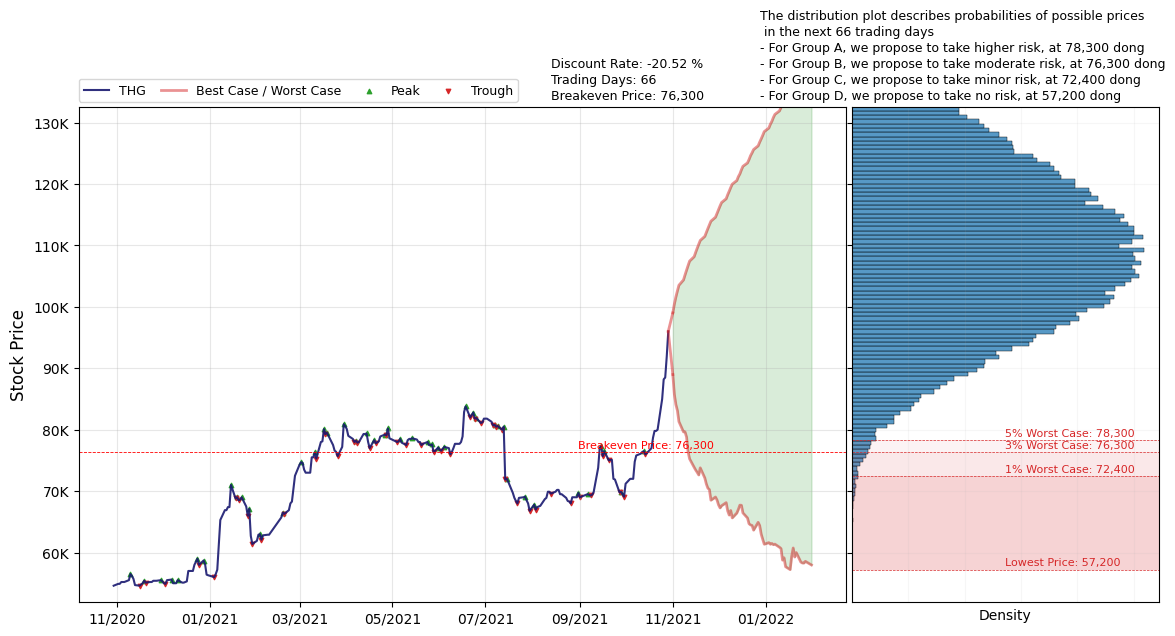 The distribution plot describes probabilities of possible prices
in the next 66 trading days
- For Group A, we propose to take higher risk, at 78,300 dong
- For Group B, we propose to take moderate risk, at 76,300 dong
- For Group C, we propose to take minor risk, at 72,400 dong
- For Group D, we propose to take no risk, at 57,200 dong
Discount Rate: -20.52 %
Trading Days: 66
Breakeven Price: 76,300
THG
Best Case / Worst Case
Peak
Trough
Stock Price
130K
120K
110K
100K
90K
80K
70K
60K
Breakeven Price: 76,300
11/2020
01/2021
03/2021
05/2021
07/2021
09/2021
11/2021
01/2022
5% Worst Case: 78,300
3% Worst Case: 76,300
1% Worst Case: 72,400
Lowest Price: 57,200
Density